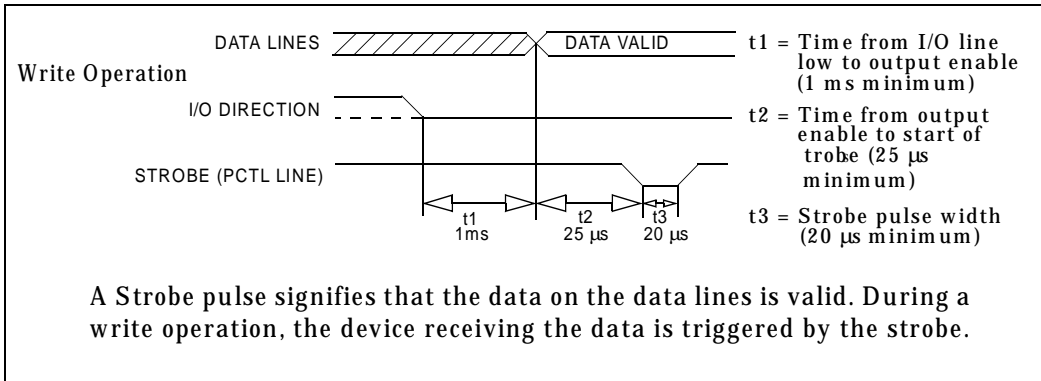 DATA LINES
DATA VALID
Write Operation
I/O DIRECTION
STROBE (PCTL LINE)
t1
1ms
t2
25 µs
t3
20 µs
t1 = Time from I/O line
low to output enable
(1 ms minimum)
t2 = Time from output
enable to start of
trobe (25 µs
minimum)
t3 = Strobe pulse width
(20 µs minimum)
A Strobe pulse signifies that the data on the data lines is valid. During a
write operation, the device receiving the data is triggered by the strobe.